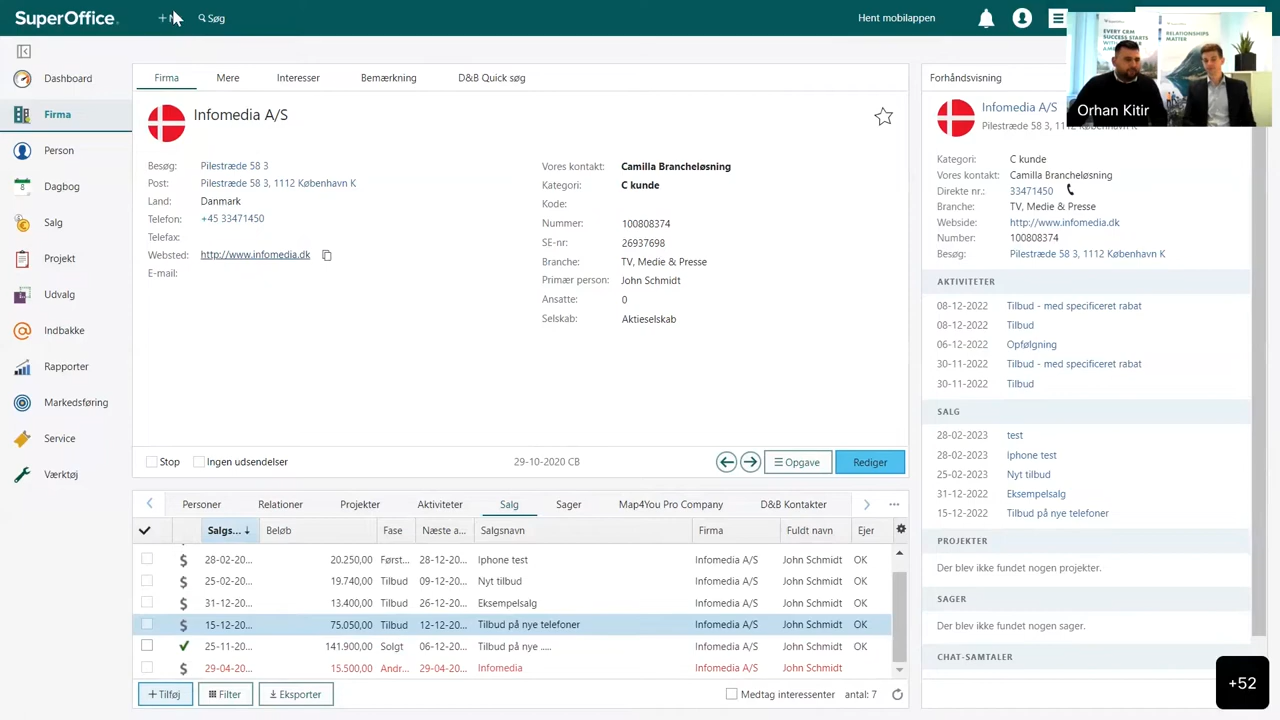 SuperOffice
Søg
Hent mobilappen
EVERY CRM
SUCCESS STARTS
RELATIONSHIPS
MATTER
Orhan Kitir
Dashboard
Firma
Person
Dagbog
8
Salg
Projekt
Udvalg
Indbakke
Rapporter
Markedsføring
Service
Værktøj
Firma Mere Interesser Bemærkning D&B Quick søg
Infomedia A/S
Besøg: Pilestræde 58 3
Post: Pilestræde 58 3, 1112 København K
Land: Danmark
Telefon: +45 33471450
Telefax:
Websted: http://www.infomedia.dk
E-mail:
Vores kontakt: Camilla Brancheløsning
Kategori: C kunde
Kode:
Nummer: 100808374
SE-nr: 26937698
Branche: TV, Medie & Presse
Primær person: John Schmidt
Ansatte: 0
Selskab: Aktieselskab
Stop Ingen udsendelser 29-10-2020 CB Opgave Rediger
Personer Relationer Projekter Aktiviteter Salg Sager Map4You Pro Company D&B Kontakter
Salgs... Beløb Fase Næste a... Salgsnavn Firma Fuldt navn Ejer
28-02-20... 20.250,00 Først... 28-12-20... Iphone test Infomedia A/S John Schmidt OK
25-02-20... 19.740,00 Tilbud 09-12-20... Nyt tilbud Infomedia A/S John Schmidt OK
31-12-20... 13.400,00 Tilbud 26-12-20... Eksempelsalg Infomedia A/S John Schmidt OK
15-12-20... 75.050,00 Tilbud 12-12-20... Tilbud på nye telefoner Infomedia A/S John Schmidt OK
25-11-20... 141.900,00 Solgt 06-12-20... Tilbud på nye ..... Infomedia A/S John Schmidt OK
29-04-20... 15.500,00 Andr... 29-04-20... Infomedia Infomedia A/S John Schmidt OK
Tilføj Filter Eksporter Medtag interessenter antal: 7
Forhåndsvisning
Infomedia A/S
Pilestræde 58 3, 1112 København K
Kategori: C kunde
Vores kontakt: Camilla Brancheløsning
Direkte nr.: 33471450
Branche: TV, Medie & Presse
Webside: http://www.infomedia.dk
Number: 100808374
Besøg: Pilestræde 58 3, 1112 København K
AKTIVITETER
08-12-2022 Tilbud - med specificeret rabat
08-12-2022 Tilbud
06-12-2022 Opfølgning
30-11-2022 Tilbud - med specificeret rabat
30-11-2022 Tilbud
SALG
28-02-2023 test
28-02-2023 Iphone test
25-02-2023 Nyt tilbud
31-12-2022 Eksempelsalg
15-12-2022 Tilbud på nye telefoner
PROJEKTER
Der blev ikke fundet nogen projekter.
SAGER
Der blev ikke fundet nogen sager.
CHAT-SAMTALER
+52